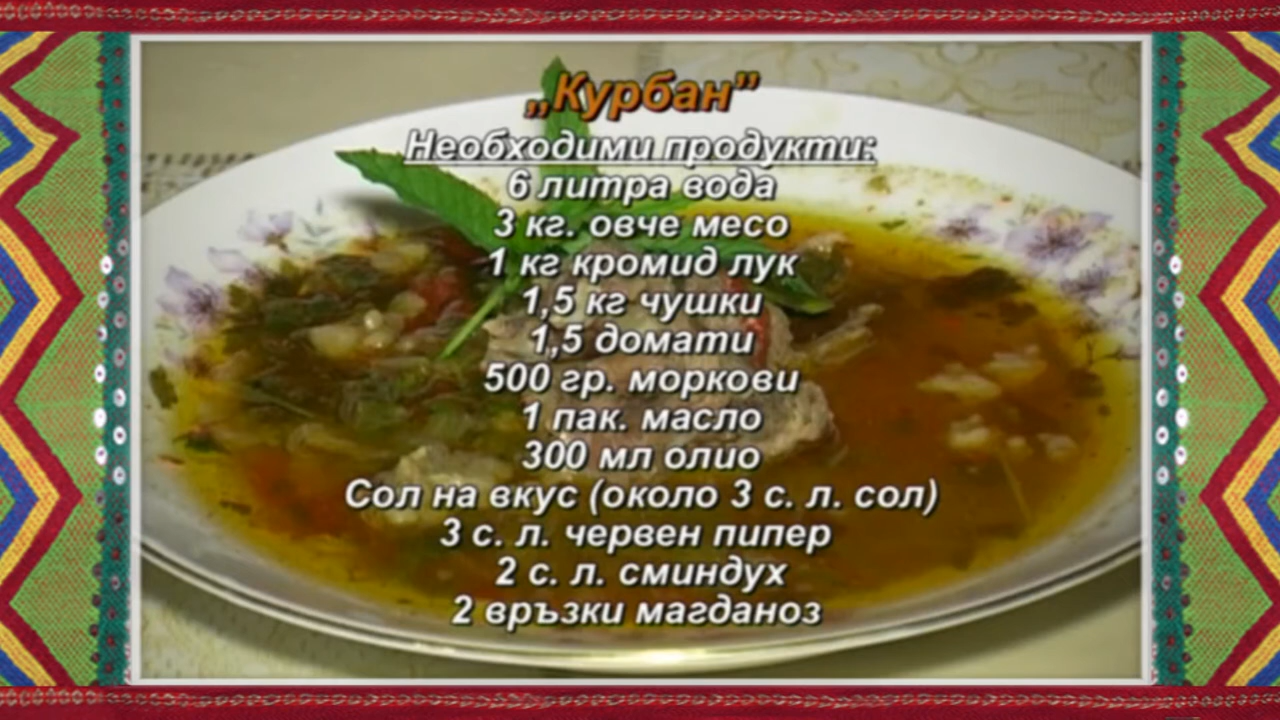 „Курбан”
Необходими продукти:
6 литра вода
3 кг. овче месо
1 кг кромид лук
1,5 кг чушки
1,5 домати
500 гр. моркови
1 пак. масло
300 мл олио
Сол на вкус (около 3 с. л. сол)
3 с. л. червен пипер
2 с. л. сминдух
2 връзки магданоз